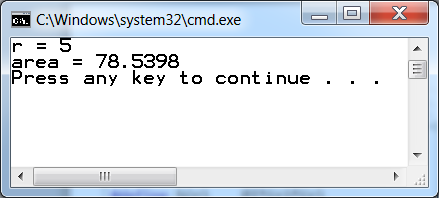 C:\Windows\system32\cmd.exe
r = 5
area = 78.5398
Press any key to continue . . .